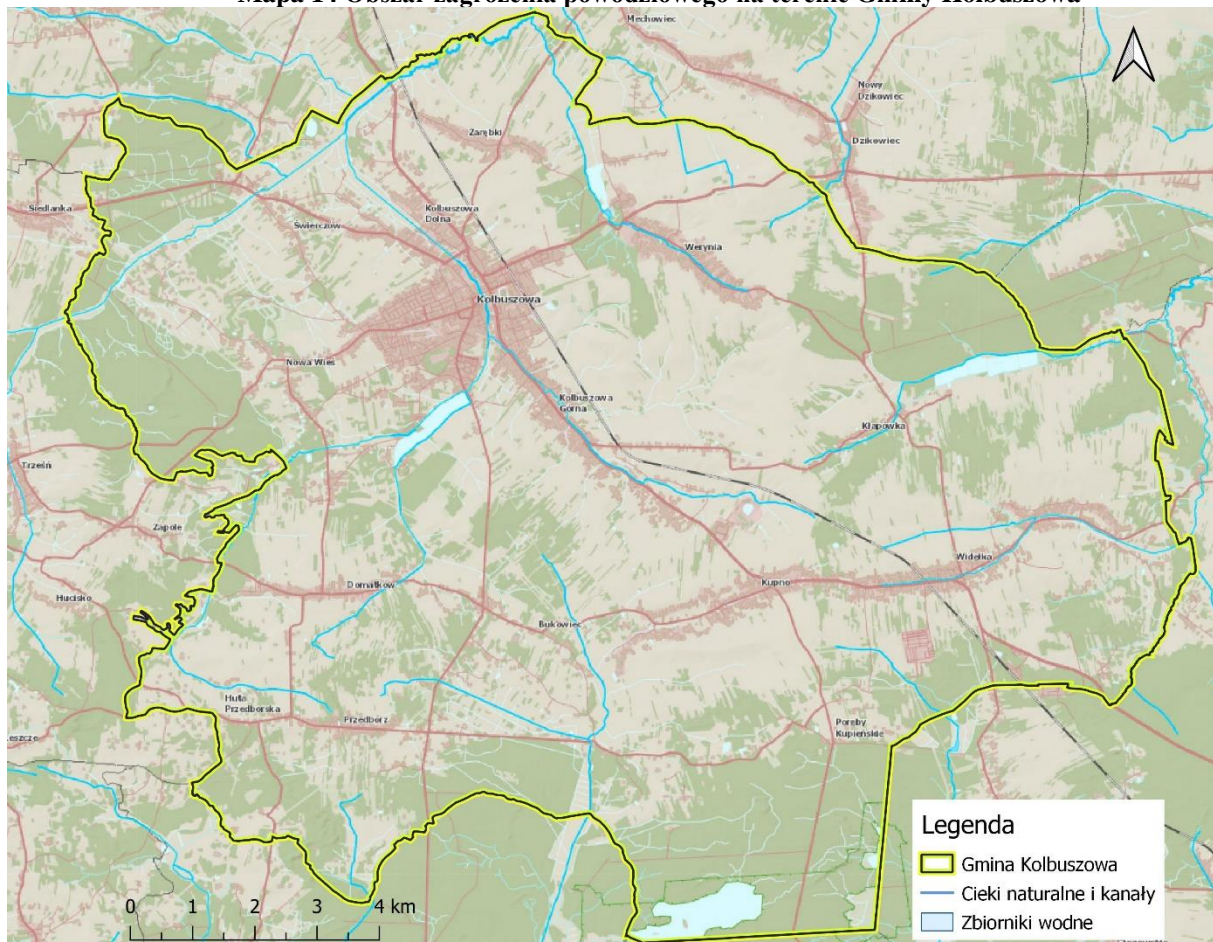 Mapa 14 Obszar zagrożenia powodziowego na terenie Gminy Kolbuszowa
Mechowiec
Nowy
Dzikowiec
Dzikowiec
Zarębki
Siedlanka
Kolbuszowa
Dolna
Świerczów
Werynia
Kolbuszowa
Nowa Wieś
Kolbuszowa
Górna
Kłapówka
Trześń
Zapole
Widełka
Domatków
Kupno
Hucisko
Bukowiec
Huta
Przedborska
Przedbórz
Poręby
Kupieńskie
Leszcze
Legenda
Gmina Kolbuszowa
Cieki naturalne i kanały
Zbiorniki wodne
0 1 2 3 4 km